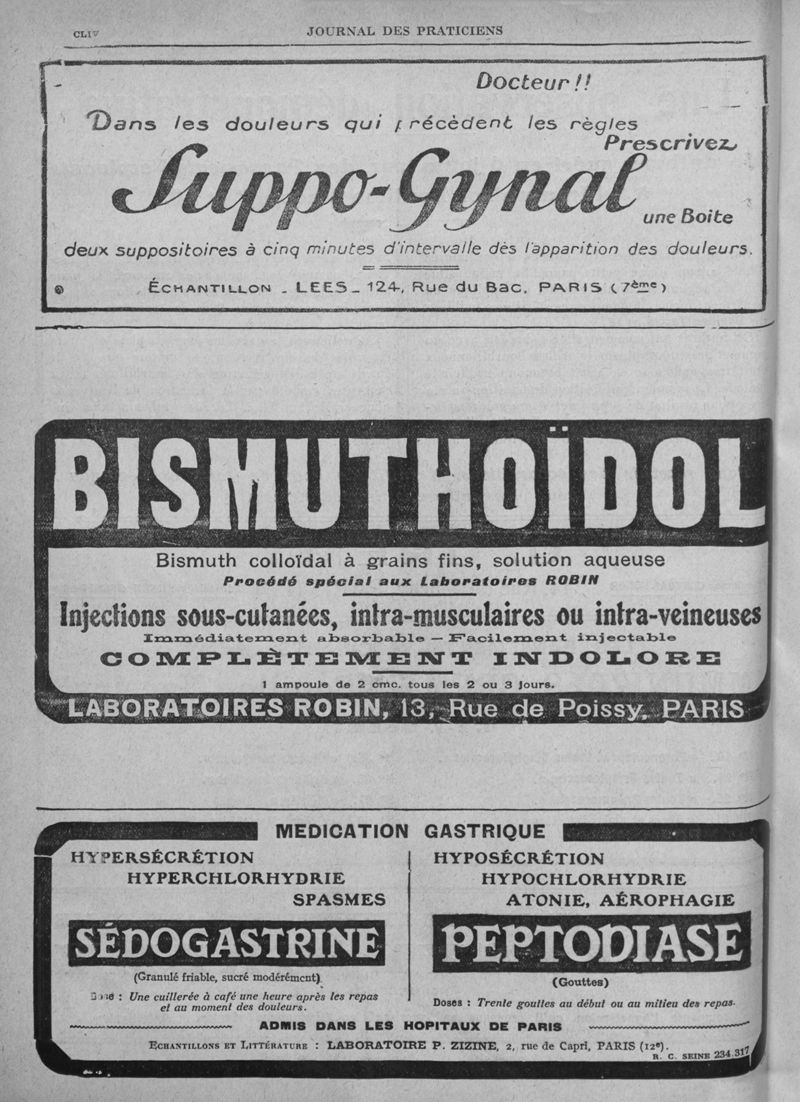 CLIV
JOURNAL DES PRATICIENS
Docteur !!
Dans les douleurs qui précèdent les règles
Prescrivez
Suppo-Gynal
une Boite
deux suppositoires à cinq minutes d'intervalle dès l'apparition des douleurs.
ÉCHANTILLON _ LEES _ 124, Rue du Bac. PARIS (7ème)
BISMUTHOÏDOL
Bismuth colloïdal à grains fins, solution aqueuse
Procédé spécial aux Laboratoires ROBIN
Injections sous-cutanées, intra-musculaires ou intra-veineuses
Immédiatement absorbable — Facilement injectable
COMPLÈTEMENT INDOLORE
1 ampoule de 2 cmc. tous les 2 ou 3 jours.
LABORATOIRES ROBIN, 13, Rue de Poissy, PARIS
MEDICATION GASTRIQUE
HYPERSÉCRÉTION
HYPERCHLORHYDRIE
SPASMES
SÉDOGASTRINE
(Granulé friable, sucré modérément)
Dose : Une cuillerée à café une heure après les repas
et au moment des douleurs.
HYPOSÉCRÉTION
HYPOCHLORHYDRIE
ATONIE, AÉROPHAGIE
PEPTODIASE
(Gouttes)
Doses : Trente gouttes au début ou au milieu des repas.
ADMIS DANS LES HOPITAUX DE PARIS
ECHANTILLONS ET LITTÉRATURE : LABORATOIRE P. ZIZINE, 2, rue de Capri, PARIS (12e).
R. C. SEINE 234.317